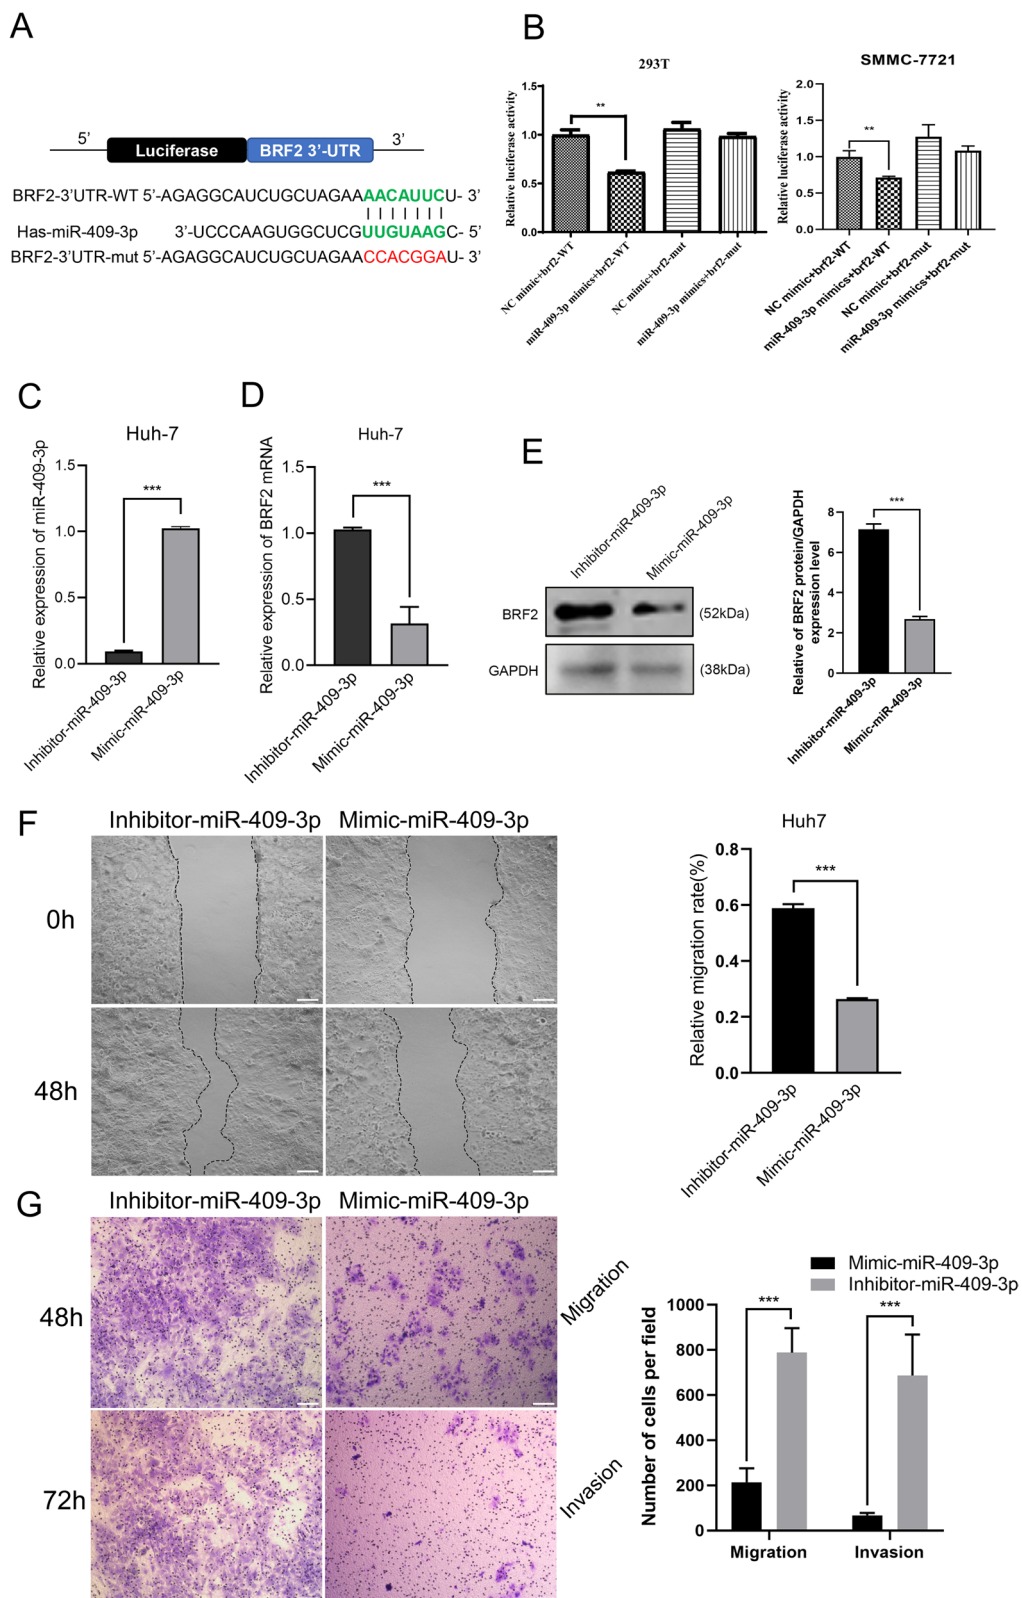 A
5’
Luciferase
BRF2 3’-UTR
3’
BRF2-3’UTR-WT 5’-AGAGGCAUCUGCUAGAAAACAUUCU- 3’
Has-miR-409-3p 3’-UCCCAAGUGGCUCGUUGUAAGC- 5’
BRF2-3’UTR-mut 5’-AGAGGCAUCUGCUAGAACCACGGAU- 3’
B
293T
Relative luciferase activity
1.5
1.0
0.5
0.0
**
NC mimic+brf2-WT
miR-409-3p mimics+brf2-WT
NC mimic+brf2-mut
miR-409-3p mimics+brf2-mut
SMMC-7721
Relative luciferase activity
2.0
1.5
1.0
0.5
0.0
**
NC mimic+brf2-WT
miR-409-3p mimics+brf2-WT
NC mimic+brf2-mut
miR-409-3p mimics+brf2-mut
C
Huh-7
Relative expression of miR-409-3p
1.5
1.0
0.5
0.0
***
Inhibitor-miR-409-3p
Mimic-miR-409-3p
D
Huh-7
Relative expression of BRF2 mRNA
1.5
1.0
0.5
0.0
***
Inhibitor-miR-409-3p
Mimic-miR-409-3p
E
Inhibitor-miR-409-3p
Mimic-miR-409-3p
BRF2
(52kDa)
GAPDH
(38kDa)
Relative of BRF2 protein/GAPDH
expression level
8
6
4
2
0
***
Inhibitor-miR-409-3p
Mimic-miR-409-3p
F
Inhibitor-miR-409-3p
Mimic-miR-409-3p
0h
48h
Huh7
Relative migration rate(%)
0.8
0.6
0.4
0.2
0.0
***
Inhibitor-miR-409-3p
Mimic-miR-409-3p
G
Inhibitor-miR-409-3p
Mimic-miR-409-3p
48h
Migration
72h
Invasion
Mimic-miR-409-3p
Inhibitor-miR-409-3p
Number of cells per field
1000
800
600
400
200
0
***
***
Migration
Invasion